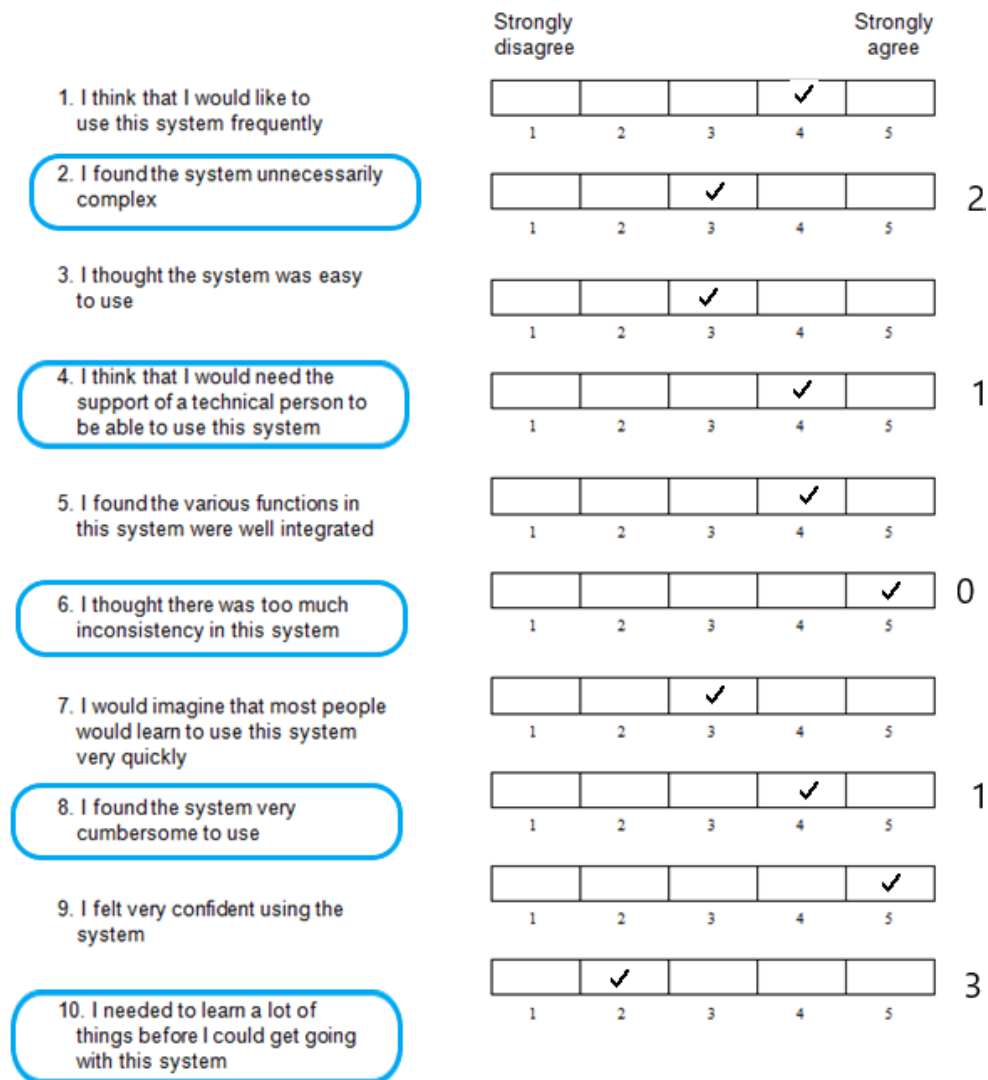 Strongly disagree
Strongly agree
1. I think that I would like to
use this system frequently
✓
1 2 3 4 5
2. I found the system unnecessarily
complex
✓
2
1 2 3 4 5
3. I thought the system was easy
to use
✓
1 2 3 4 5
4. I think that I would need the
support of a technical person to
be able to use this system
✓
1
1 2 3 4 5
5. I found the various functions in
this system were well integrated
✓
1 2 3 4 5
6. I thought there was too much
inconsistency in this system
✓
0
1 2 3 4 5
7. I would imagine that most people
would learn to use this system
very quickly
✓
1 2 3 4 5
8. I found the system very
cumbersome to use
✓
1
1 2 3 4 5
9. I felt very confident using the
system
✓
1 2 3 4 5
10. I needed to learn a lot of
things before I could get going
with this system
✓
3
1 2 3 4 5